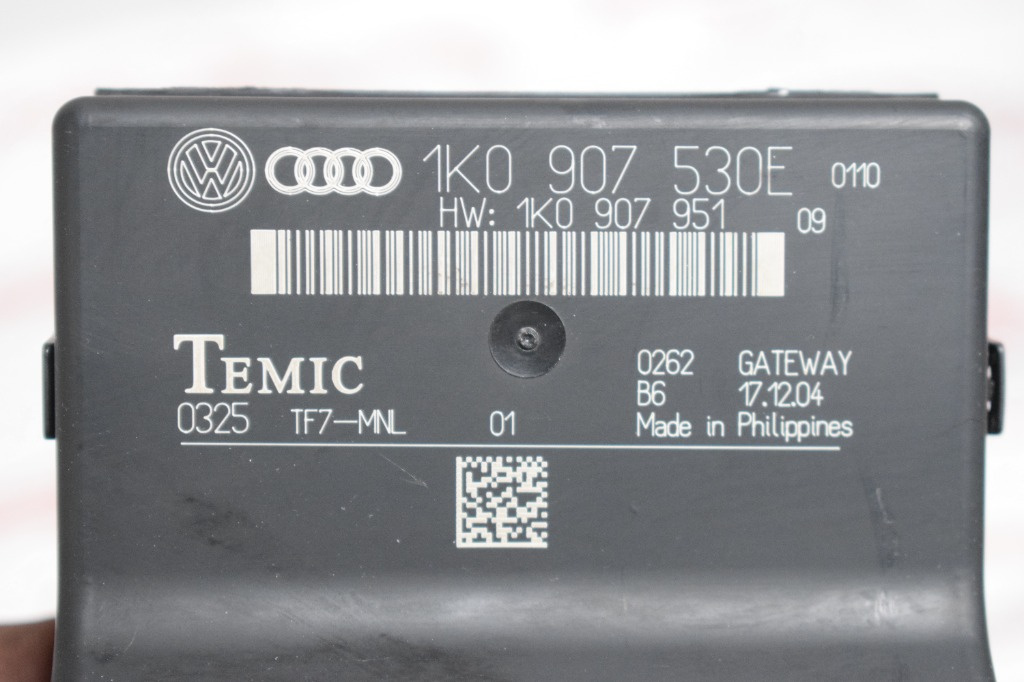 1K0 907 530E 0110
HW: 1K0 907 951 09
TEMIC
0262 GATEWAY
B6 17.12.04
0325 TF7-MNL 01 Made in Philippines